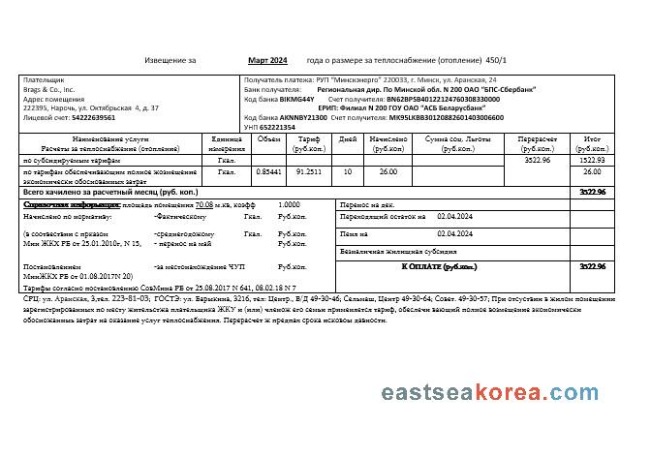 Извещение за Март 2024 года о размере за теплоснабжение (отопление) 450/1
Плательщик
Brags & Co., Inc.
Адрес помещения
222395, Нарочь, ул. Октябрьская 4, д. 37
Лицевой счет: 54222639561
Получатель платежа: РУП "Минскэнерго" 220033, г. Минск, ул. Аранская, 24
Банк получателя: Региональная дир. По Минской обл. N 200 ОАО "БПС-Сбербанк"
Код банка BIKMG44Y Счет получателя: BN62BPSB40122124760308330000
ЕРИП: Филиал N 200 ГОУ ОАО "АСБ Беларусбанк"
Код банка AKNNBY21300 Счет получателя: MK95LKBB30120882601403006600
УНП 652221354
Наименование услуги Единица Объем Тариф Дней Начислено Сумма соц. Льготы Перерасчет Итог
Расчеты за теплоснабжение (отопление) измерения (руб.коп.) (руб.коп) (руб.коп.) (руб.коп.) (руб.коп.)
по субсидируемым тарифам Гкал. 3522.96 1522.93
по тарифам обеспечивающим полное возмещение Гкал. 0.85441 91.2511 10 26.00 26.00
экономически обоснованных затрат
Всего качилено за расчетный месяц (руб. коп.) 3522.96
Справочная информация: площадь помещения 70.08 м.кв, коэфф 1.0000 Перенос на ден.
Начислено по нормативу: -Фактическому Гкал. Руб.коп. Переходящий остаток на 02.04.2024
(в соответствии с приказом -среднегодовому Гкал. Руб.коп. Пеня на 02.04.2024
Мин ЖКХ РБ от 25.01.2010г, N 15, - перенос на май Руб.коп.
Безналичная жилищная субсидия
Постановлением -за местонахождение ЧУП Руб.коп. К ОПЛАТЕ (руб.коп.) 3522.96
МинЖКХ РБ от 01.08.2017N 20)
Тарифы согласно постановлению СовМина РБ от 25.08.2017 N 641, 08.02.18 N 7
СРЦ: ул. Аранская, 3,тел. 223-81-03; ГОСТЭ: ул. Барыкина, 3216, тел: Центр., В/Д 49-30-46; Сельмаш, Центр 49-30-64; Совет. 49-30-57; При отсутствии в жилом помещении
зарегистрированных по месту жительства плательщика ЖКУ и (или) членов его семьи применяется тариф, обеспечи вающий полное возмещение экономически
обоснованных затрат на оказание услуг теплоснабжения. Перерасчет в средная срока исковой давности.
eastseakorea.com